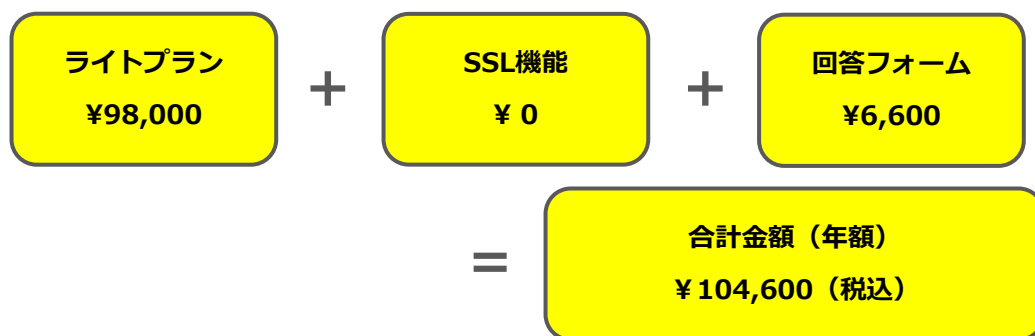 ライトプラン
¥98,000
+
SSL機能
¥ 0
+
回答フォーム
¥6,600
=
合計金額（年額）
¥ 104,600（税込）